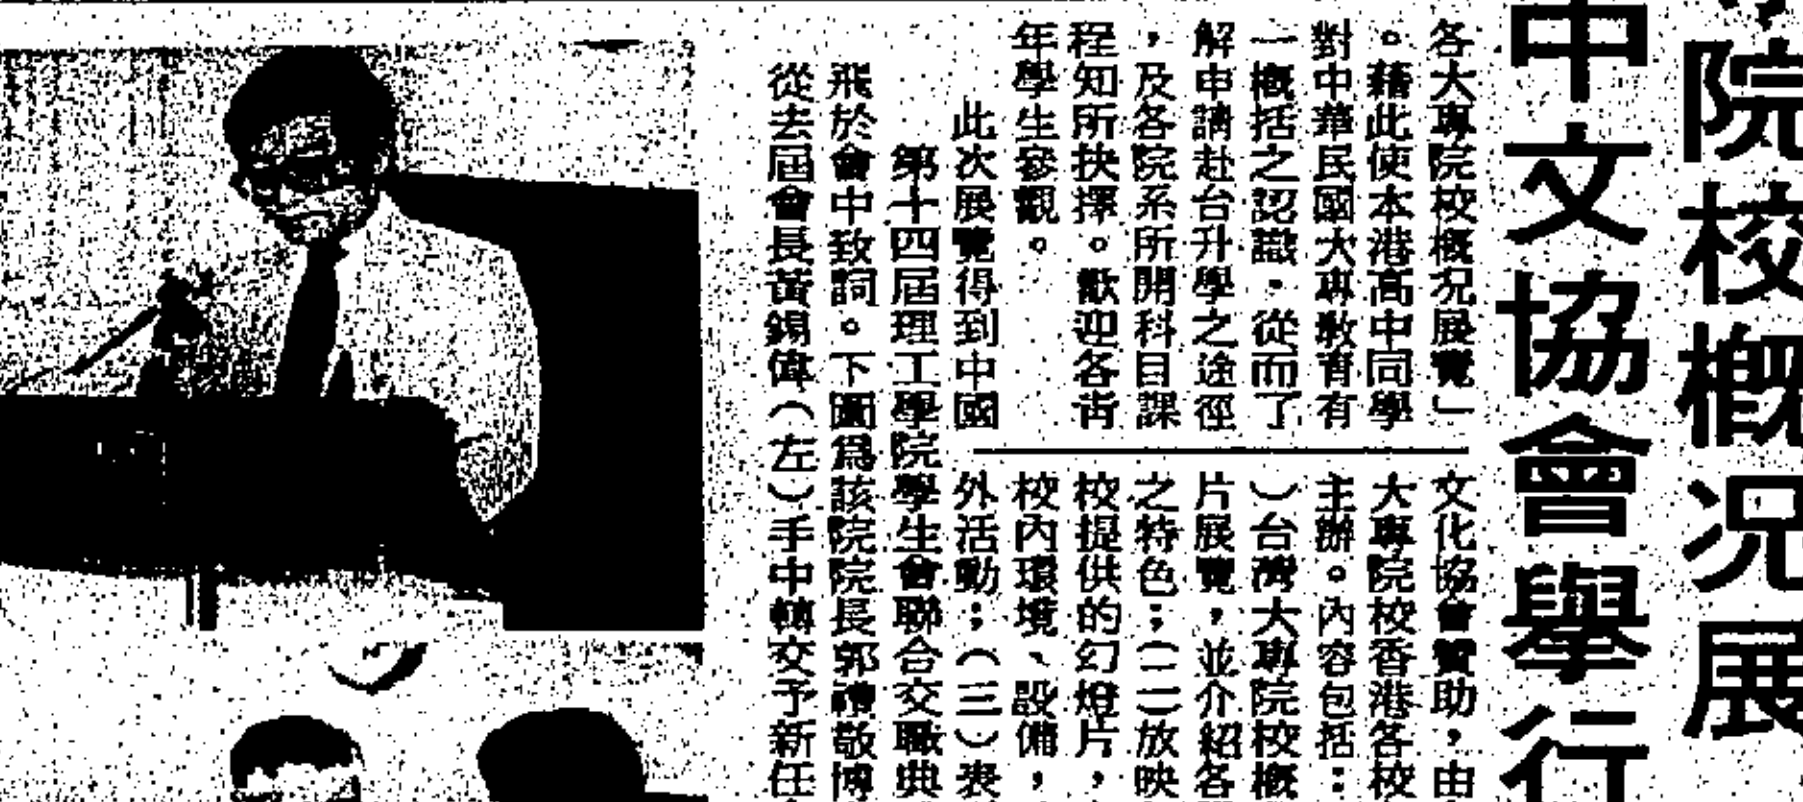 院校概況展
中文協會舉行
各大專院校概況展覽」
。藉此使本港高中同學
對中華民國大專教育有
一概括之認識,從而了
解申請赴台升學之途徑
,及各院系所開科目課
程知所抉擇。歡迎各青
年學生參觀。
此次展覽得到中國
文化協會贊助,由
大專院校香港各校
主辦。內容包括:
)台灣大專院校概
片展覽,並介紹各
之特色;(二)放映
校提供的幻燈片,
校內環境、設備,
外活動;(三)表
第十四屆理工學院學生會聯合交職典
飛於會中致詞。下圖為該院院長郭禮敬博
從去屆會長黃錫偉(左)手中轉交予新任